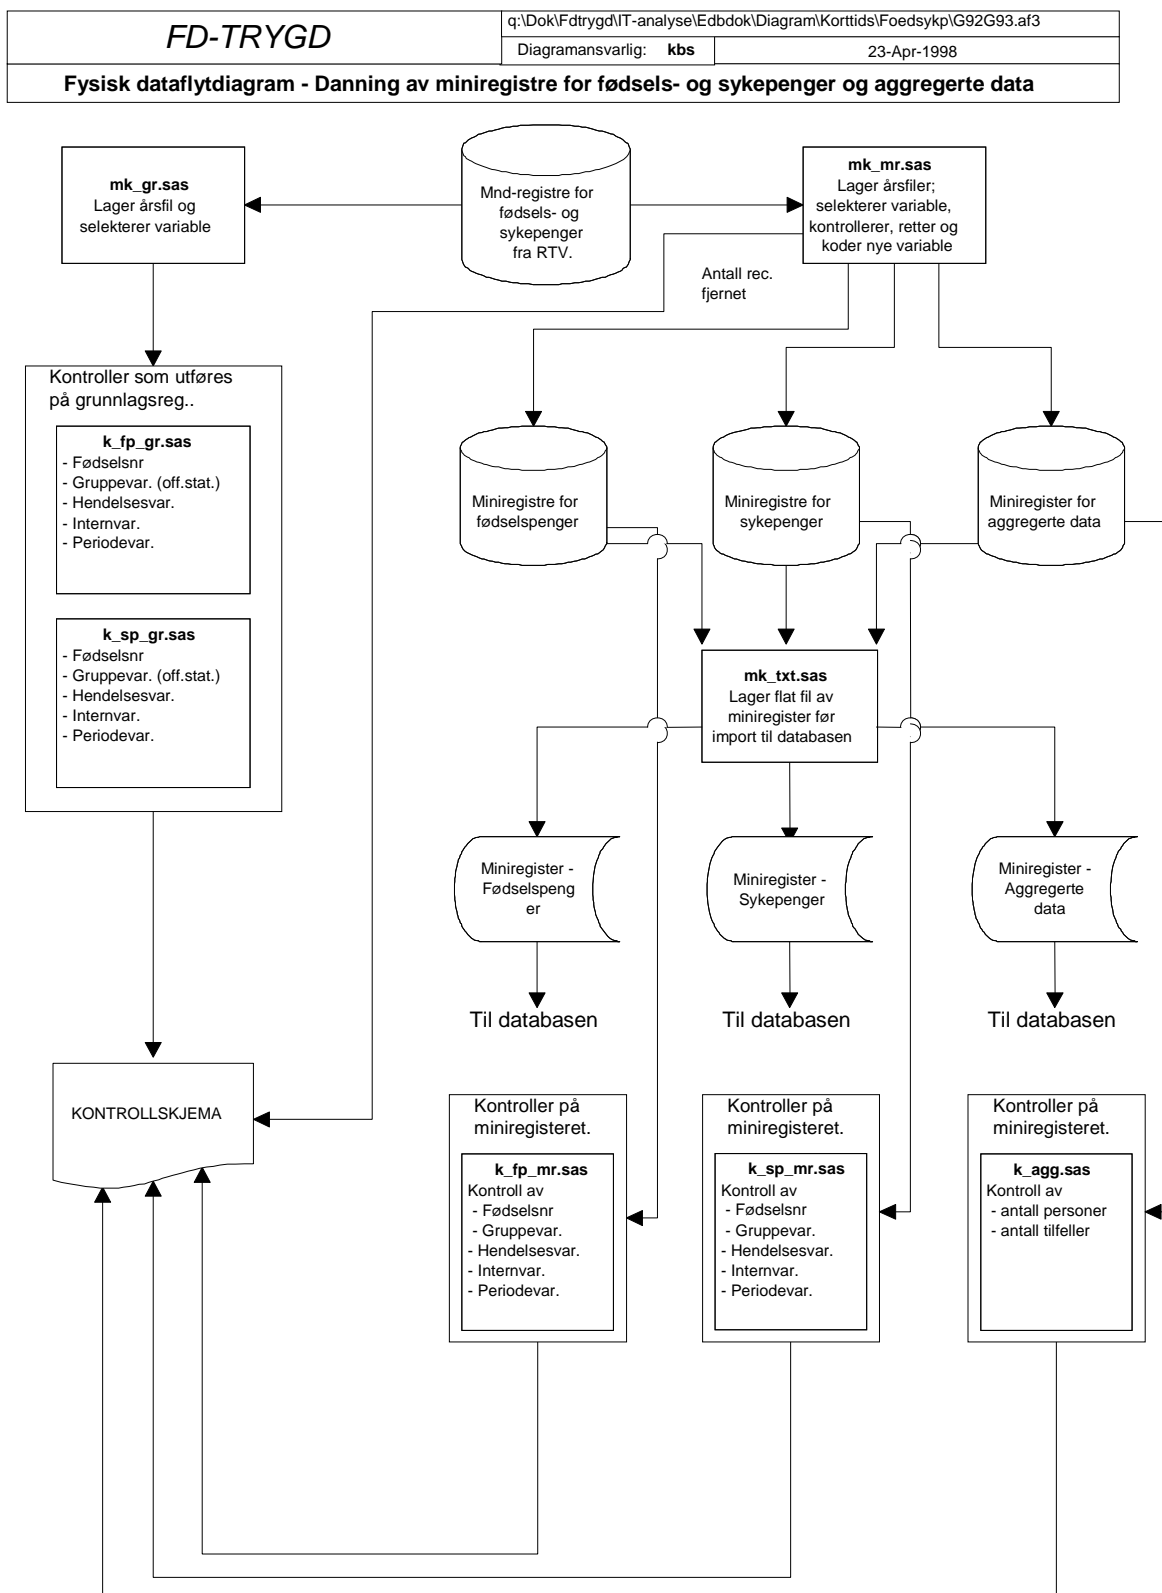 FD-TRYGD
q:\Dok\Fdtrygd\IT-analyse\Edbdok\Diagram\Korttids\Foedsykp\G92G93.af3
Diagramansvarlig: kbs
23-Apr-1998
Fysisk dataflytdiagram - Danning av miniregistre for fødsels- og sykepenger og aggregerte data
mk_gr.sas
Lager årsfil og
selekterer variable
Mnd-registre for
fødsels- og
sykepenger
fra RTV.
mk_mr.sas
Lager årsfiler;
selekterer variable,
kontrollerer, retter og
koder nye variable
Antall rec.
fjernet
Kontroller som utføres
på grunnlagsreg..
k_fp_gr.sas
- Fødselsnr
- Gruppevar. (off.stat.)
- Hendelsesvar.
- Internvar.
- Periodevar.
k_sp_gr.sas
- Fødselsnr
- Gruppevar. (off.stat.)
- Hendelsesvar.
- Internvar.
- Periodevar.
Miniregistre for
fødselspenger
Miniregistre for
sykepenger
Miniregister for
aggregerte data
mk_txt.sas
Lager flat fil av
miniregister før
import til databasen
Miniregister -
Fødselspeng
er
Miniregister -
Sykepenger
Miniregister -
Aggregerte
data
Til databasen
Til databasen
Til databasen
KONTROLLSKJEMA
Kontroller på
miniregisteret.
k_fp_mr.sas
Kontroll av
- Fødselsnr
- Gruppevar.
- Hendelsesvar.
- Internvar.
- Periodevar.
Kontroller på
miniregisteret.
k_sp_mr.sas
Kontroll av
- Fødselsnr
- Gruppevar.
- Hendelsesvar.
- Internvar.
- Periodevar.
Kontroller på
miniregisteret.
k_agg.sas
Kontroll av
- antall personer
- antall tilfeller